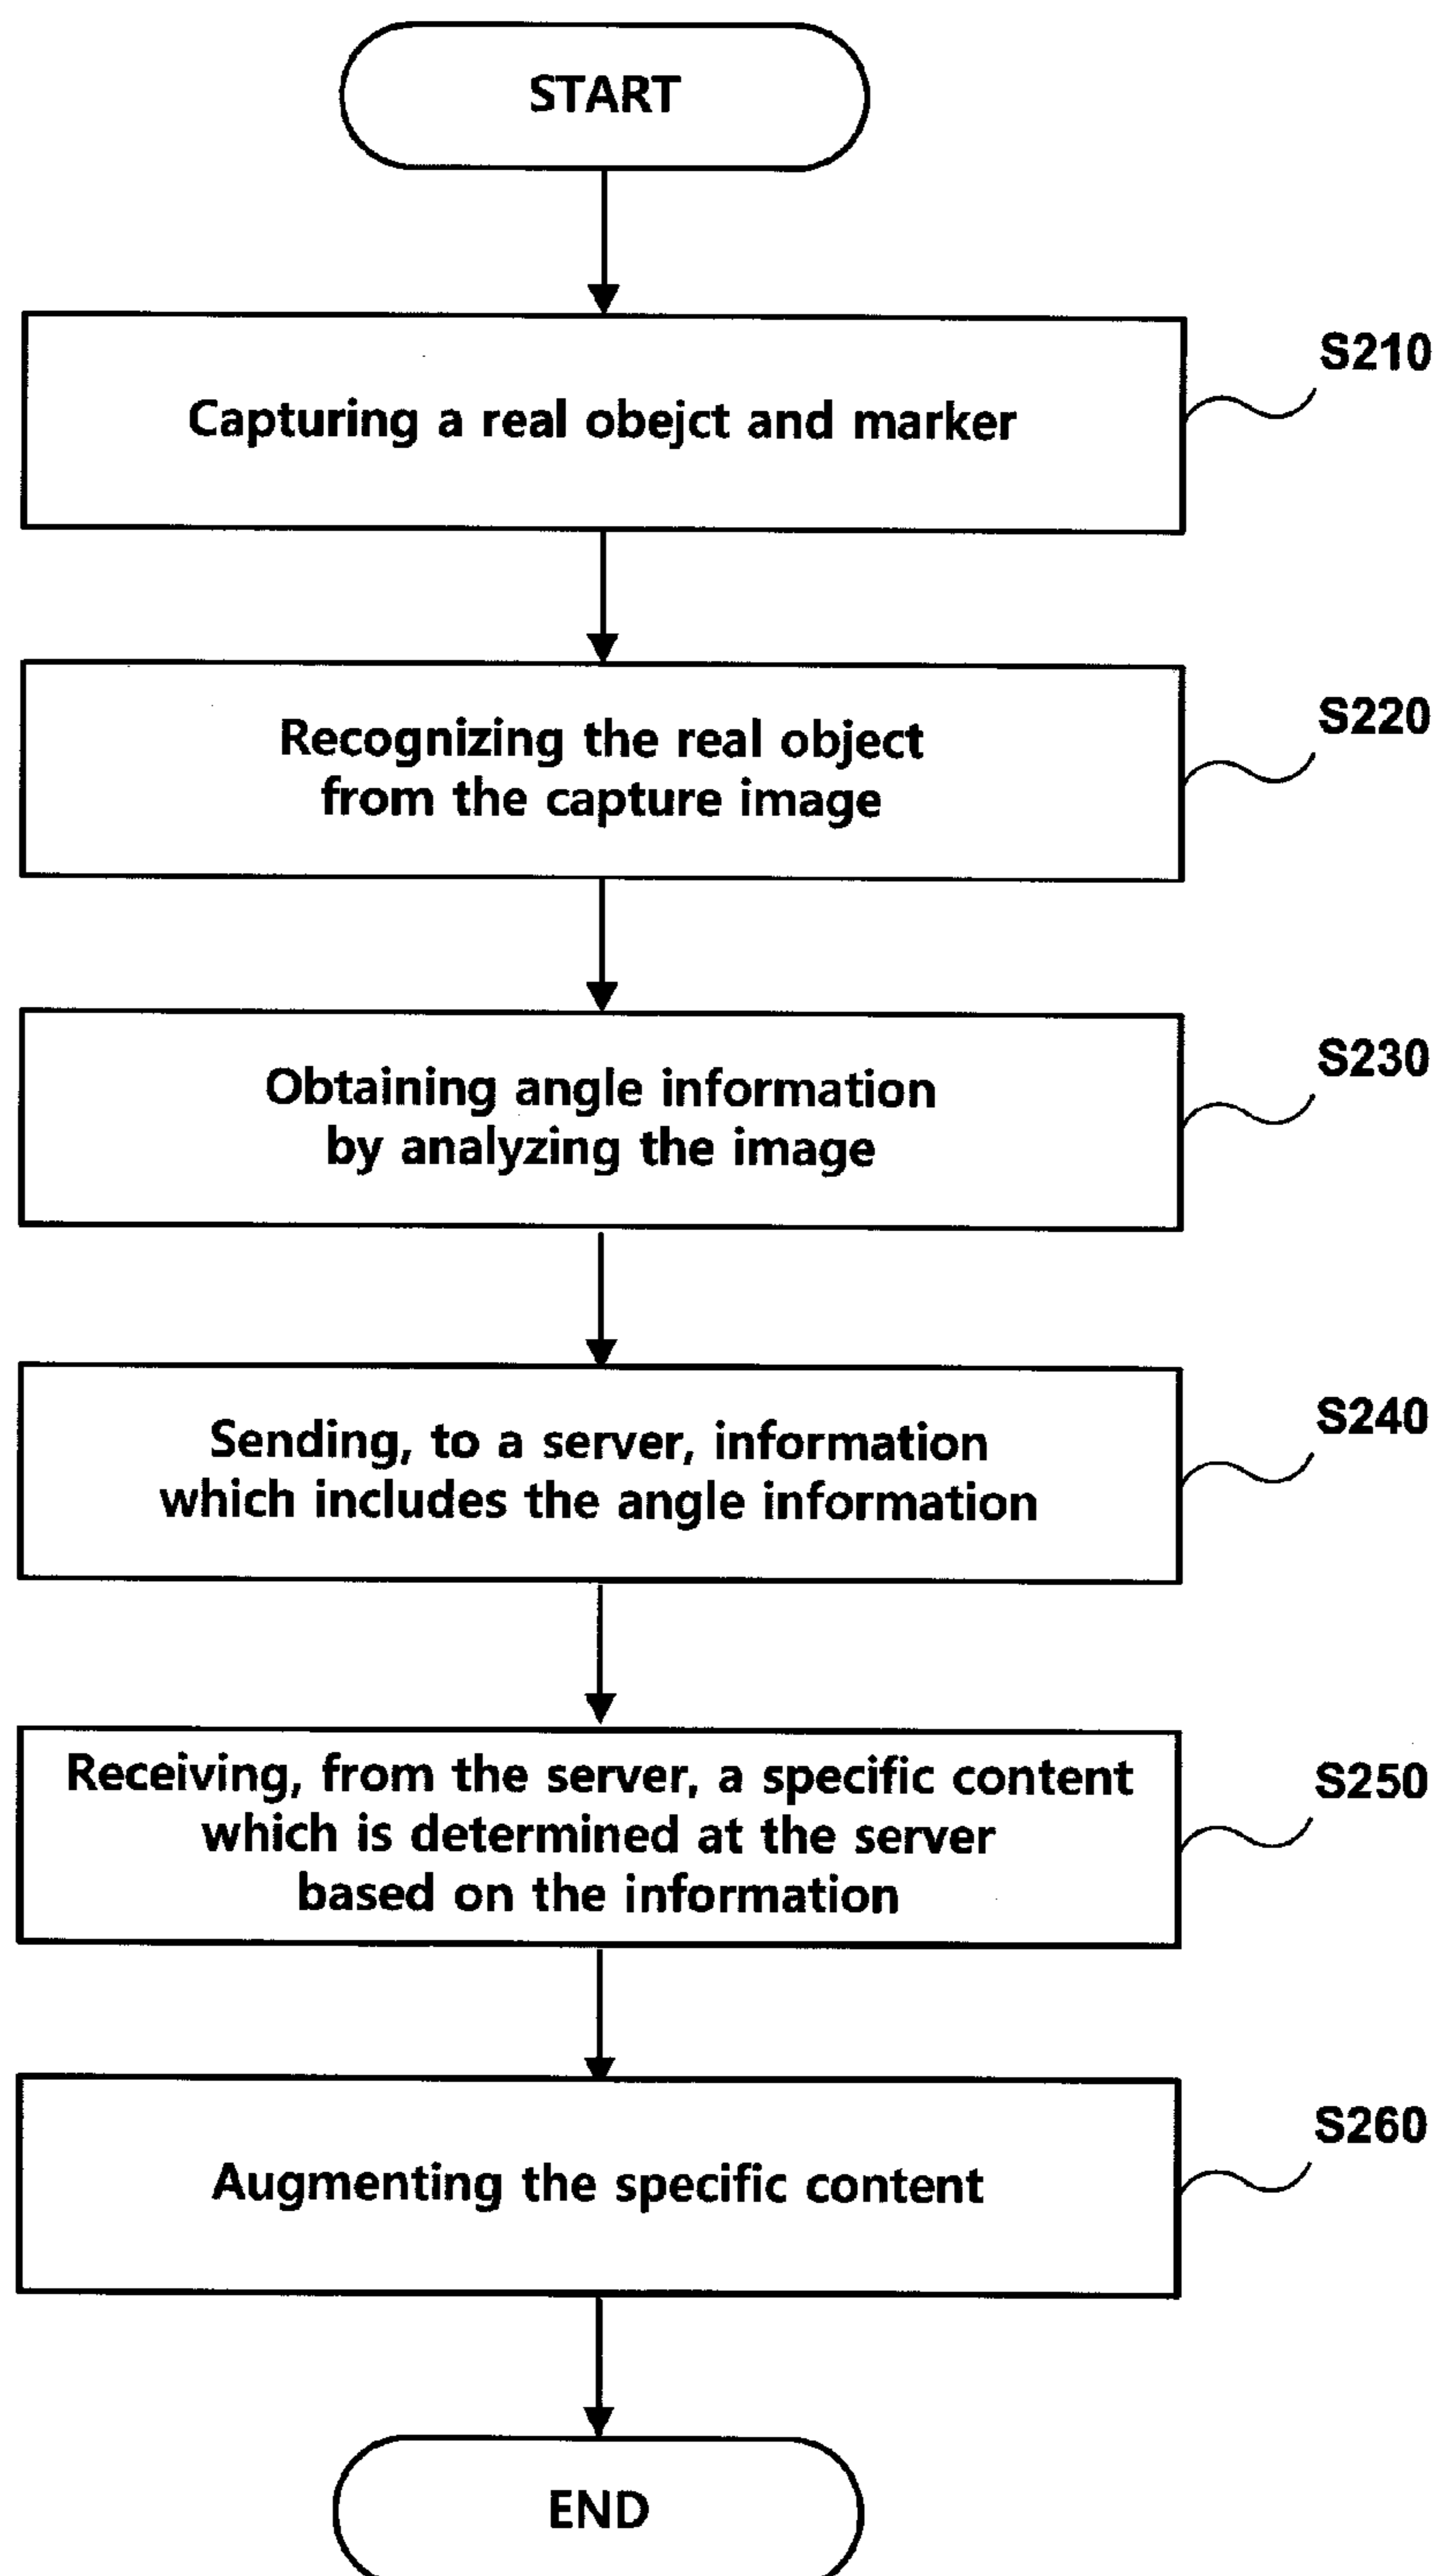 START
Capturing a real obejct and marker
S210
Recognizing the real object
from the capture image
S220
Obtaining angle information
by analyzing the image
S230
Sending, to a server, information
which includes the angle information
S240
Receiving, from the server, a specific content
which is determined at the server
based on the information
S250
Augmenting the specific content
S260
END